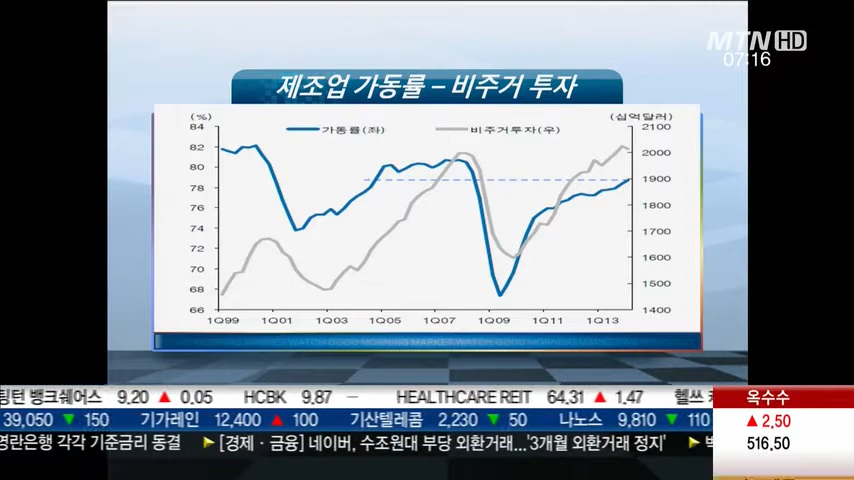 MTN HD
07:16
제조업 가동률 – 비주거 투자
(%) (십억달러)
가동률(좌) 비주거투자(우)
84 2100
82 2000
80 1900
78 1800
76 1700
74 1600
72 1500
70 1400
68
66
1Q99 1Q01 1Q03 1Q05 1Q07 1Q09 1Q11 1Q13
팅턴 뱅크쉐어스 9.20 ▲ 0.05 HCBK 9.87 – HEALTHCARE REIT 64.31 ▲ 1.47 헬쓰
39,050 ▼ 150 기가레인 12,400 ▲ 100 기산텔레콤 2,230 ▼ 50 나노스 9,810 ▼ 110
영란은행 각각 기준금리 동결 ▶ [경제·금융] 네이버, 수조원대 부당 외환거래...'3개월 외환거래 정지' ▶
옥수수
▲ 2.50
516.50